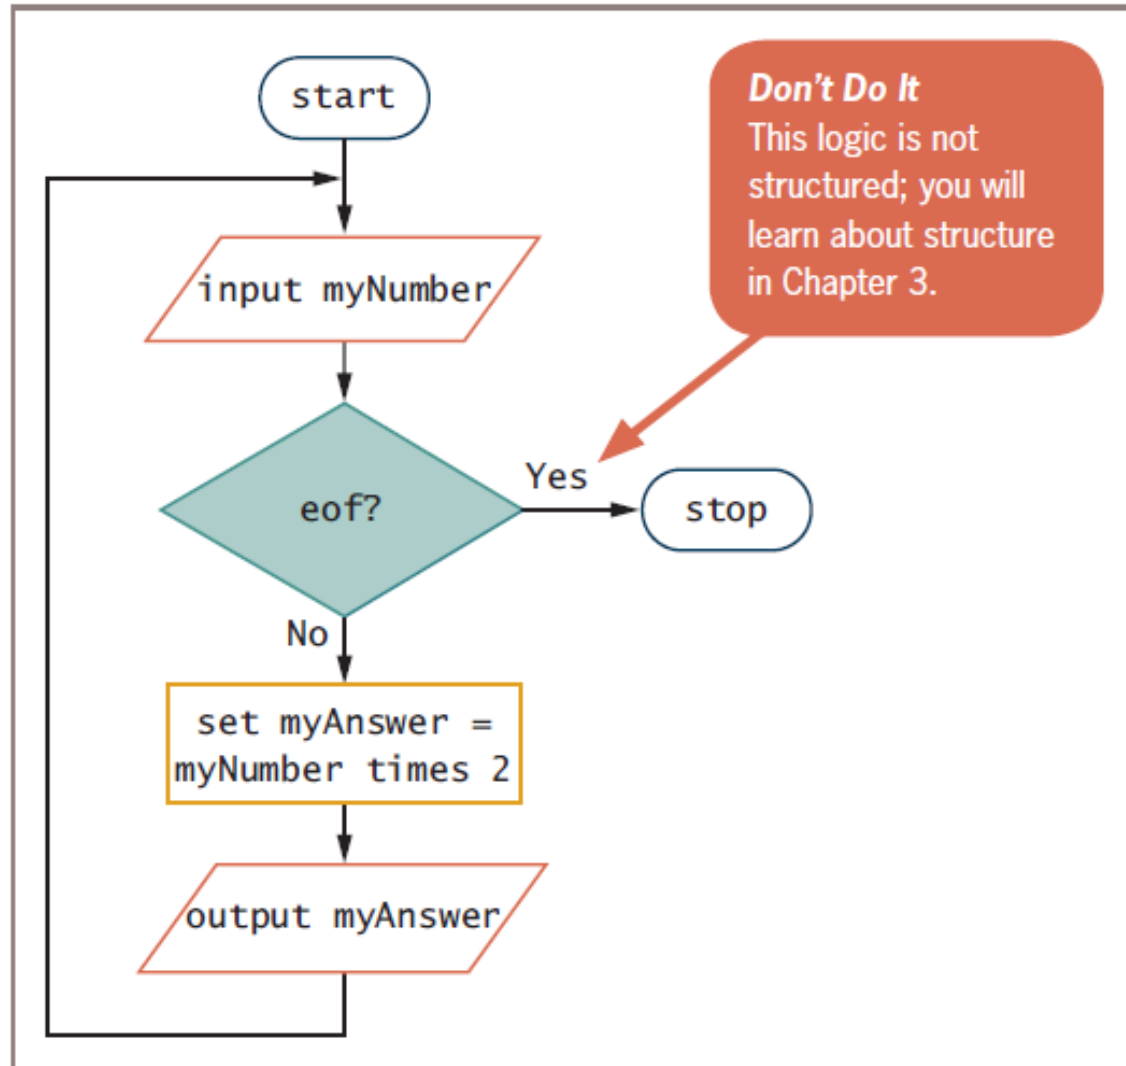 start
Don't Do It
This logic is not
structured; you will
learn about structure
in Chapter 3.
input myNumber
eof?
Yes
stop
No
set myAnswer =
myNumber times 2
output myAnswer